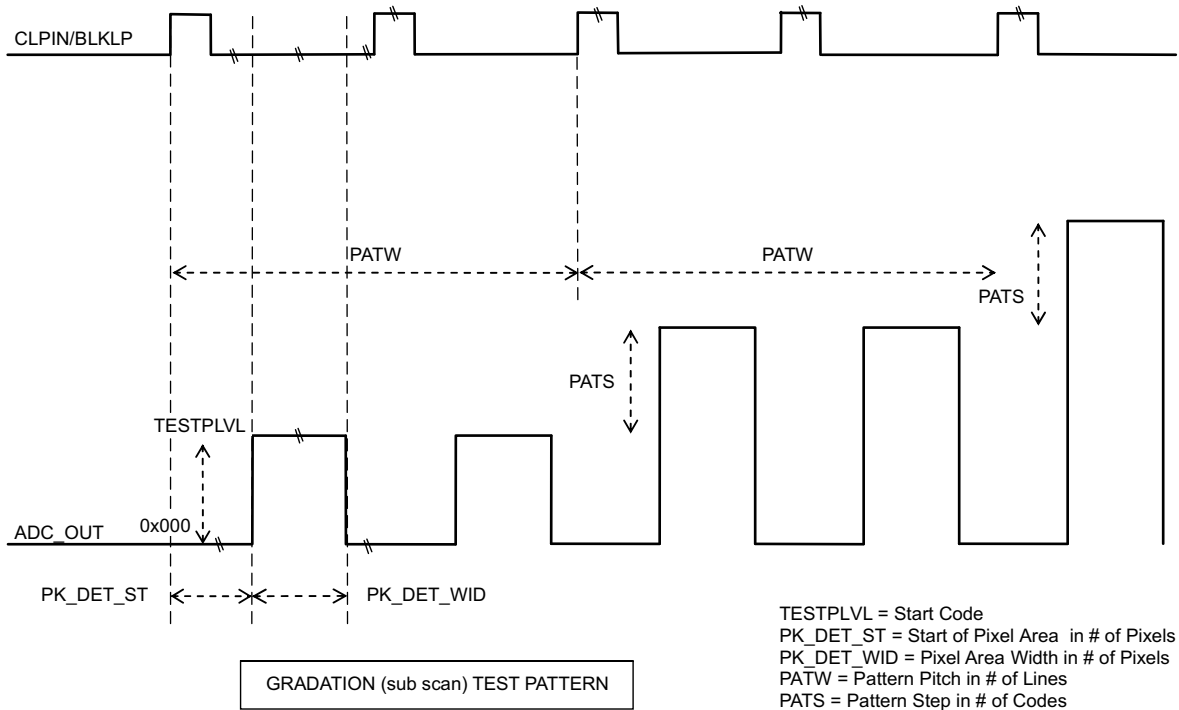 CLPIN/BLKLP
PATW
PATW
PATS
PATS
TESTPLVL
0x000
ADC_OUT
PK_DET_ST
PK_DET_WID
TESTPLVL = Start Code
PK_DET_ST = Start of Pixel Area in # of Pixels
PK_DET_WID = Pixel Area Width in # of Pixels
PATW = Pattern Pitch in # of Lines
PATS = Pattern Step in # of Codes
GRADATION (sub scan) TEST PATTERN